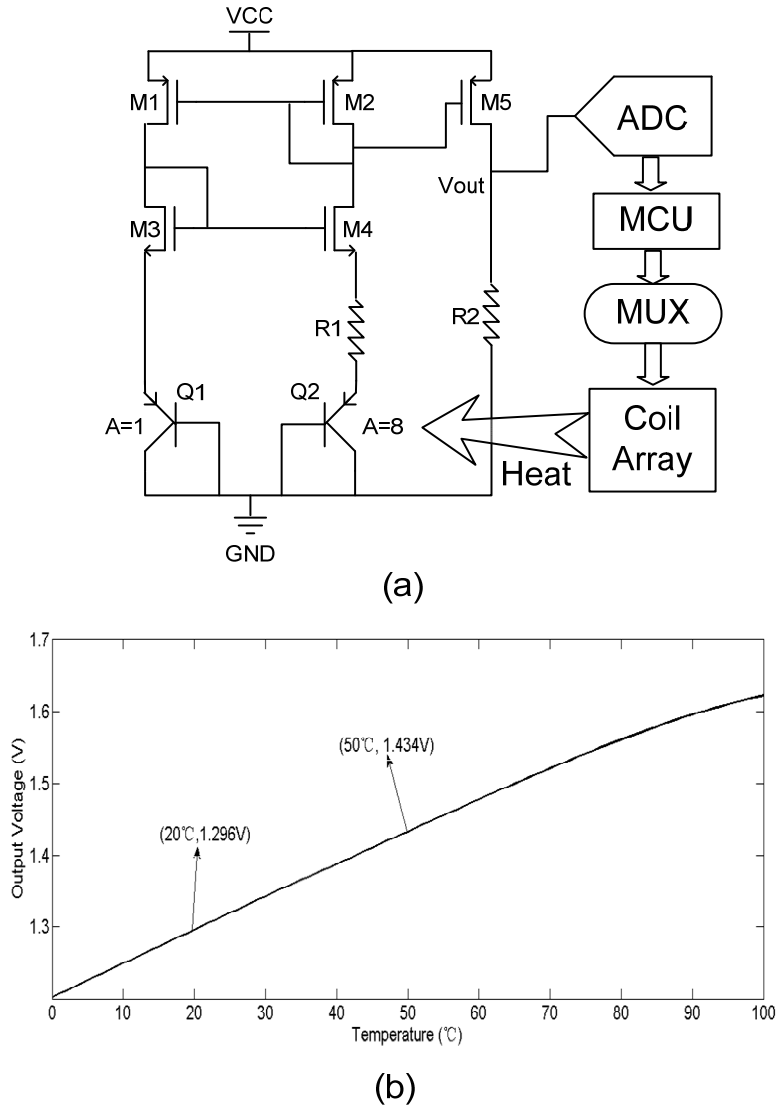 VCC
M1
M2
M5
ADC
Vout
MCU
M3
M4
R1
R2
MUX
Q1
Q2
A=1
A=8
Coil
Array
Heat
GND
(a)
1.7
1.6
1.5
1.4
1.3
Output Voltage (V)
(50℃, 1.434V)
(20℃,1.296V)
0 10 20 30 40 50 60 70 80 90 100
Temperature (℃)
(b)